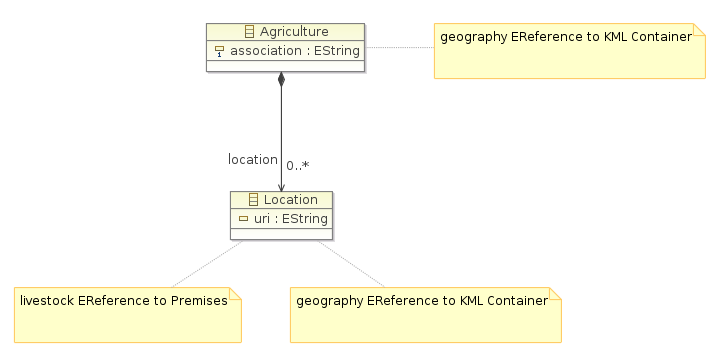 Agriculture
association : EString
geography EReference to KML Container
location
0..*
Location
uri : EString
livestock EReference to Premises
geography EReference to KML Container